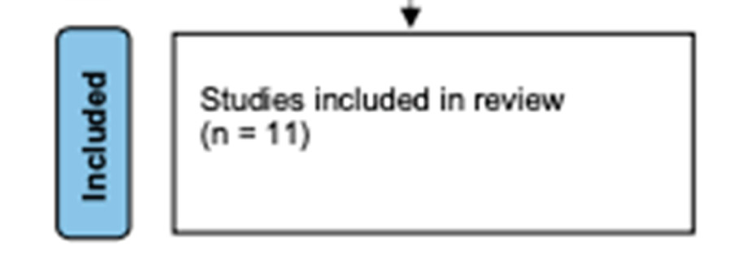 Included
Studies included in review
(n = 11)